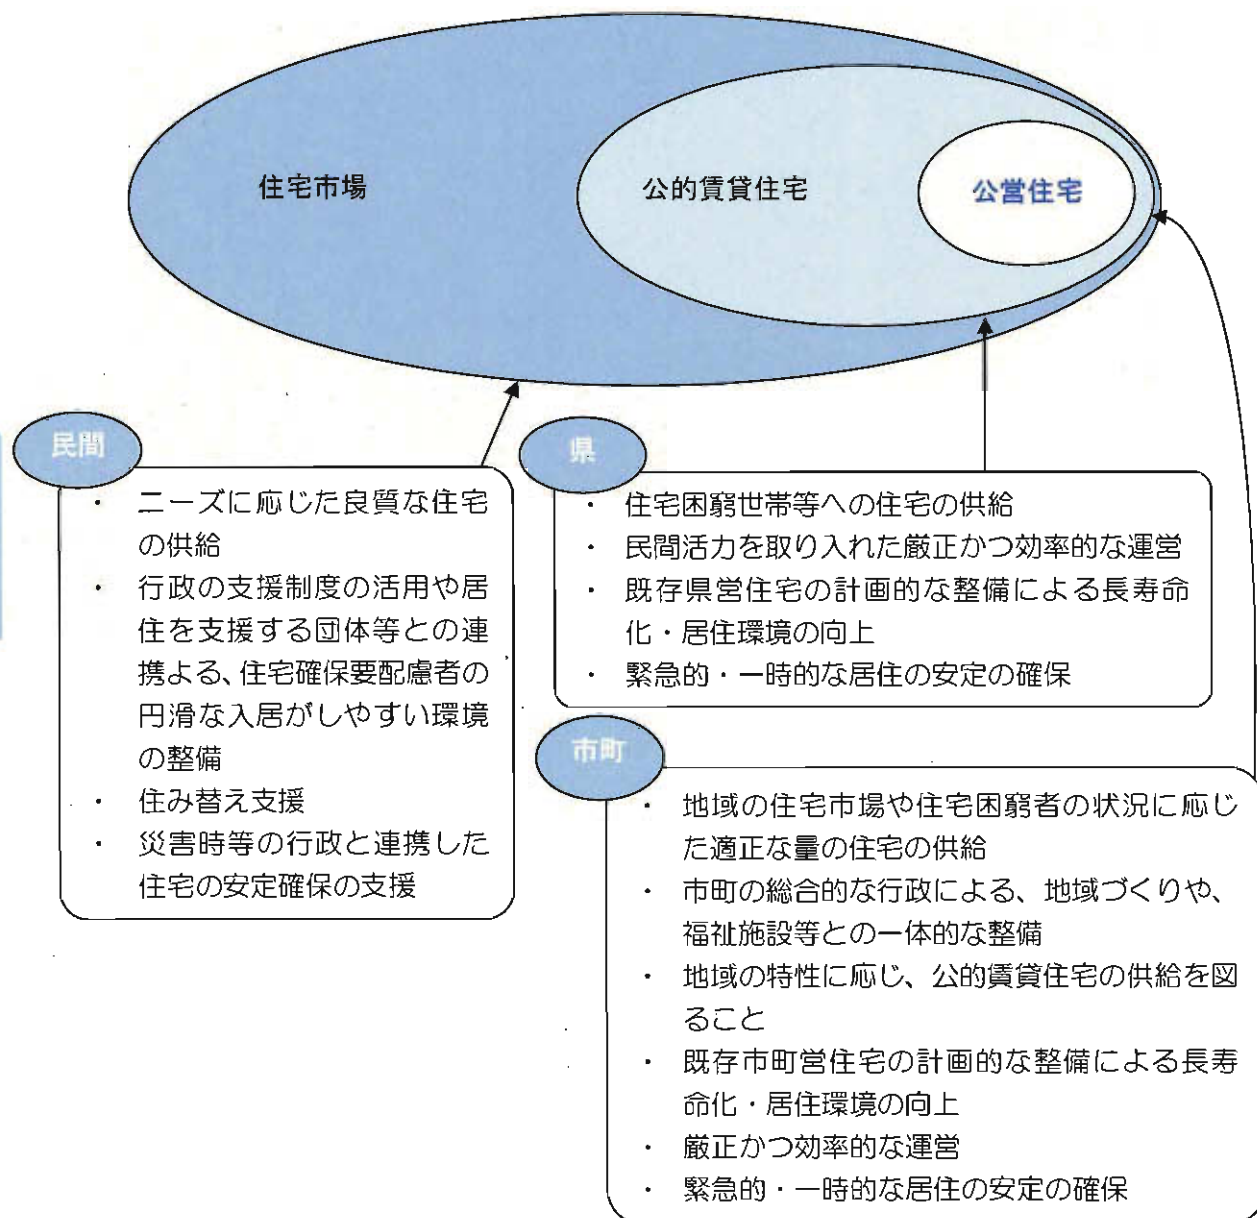 住宅市場
公的賃貸住宅
公営住宅
民間
・ ニーズに応じた良質な住宅
の供給
・ 行政の支援制度の活用や居
住を支援する団体等との連
携よる、住宅確保要配慮者の
円滑な入居がしやすい環境
の整備
・ 住み替え支援
・ 災害時等の行政と連携した
住宅の安定確保の支援
県
・ 住宅困窮世帯等への住宅の供給
・ 民間活力を取り入れた厳正かつ効率的な運営
・ 既存県営住宅の計画的な整備による長寿命
化・居住環境の向上
・ 緊急的・一時的な居住の安定の確保
市町
・ 地域の住宅市場や住宅困窮者の状況に応じ
た適正な量の住宅の供給
・ 市町の総合的な行政による、地域づくりや、
福祉施設等との一体的な整備
・ 地域の特性に応じ、公的賃貸住宅の供給を図
ること
・ 既存市町営住宅の計画的な整備による長寿
命化・居住環境の向上
・ 厳正かつ効率的な運営
・ 緊急的・一時的な居住の安定の確保